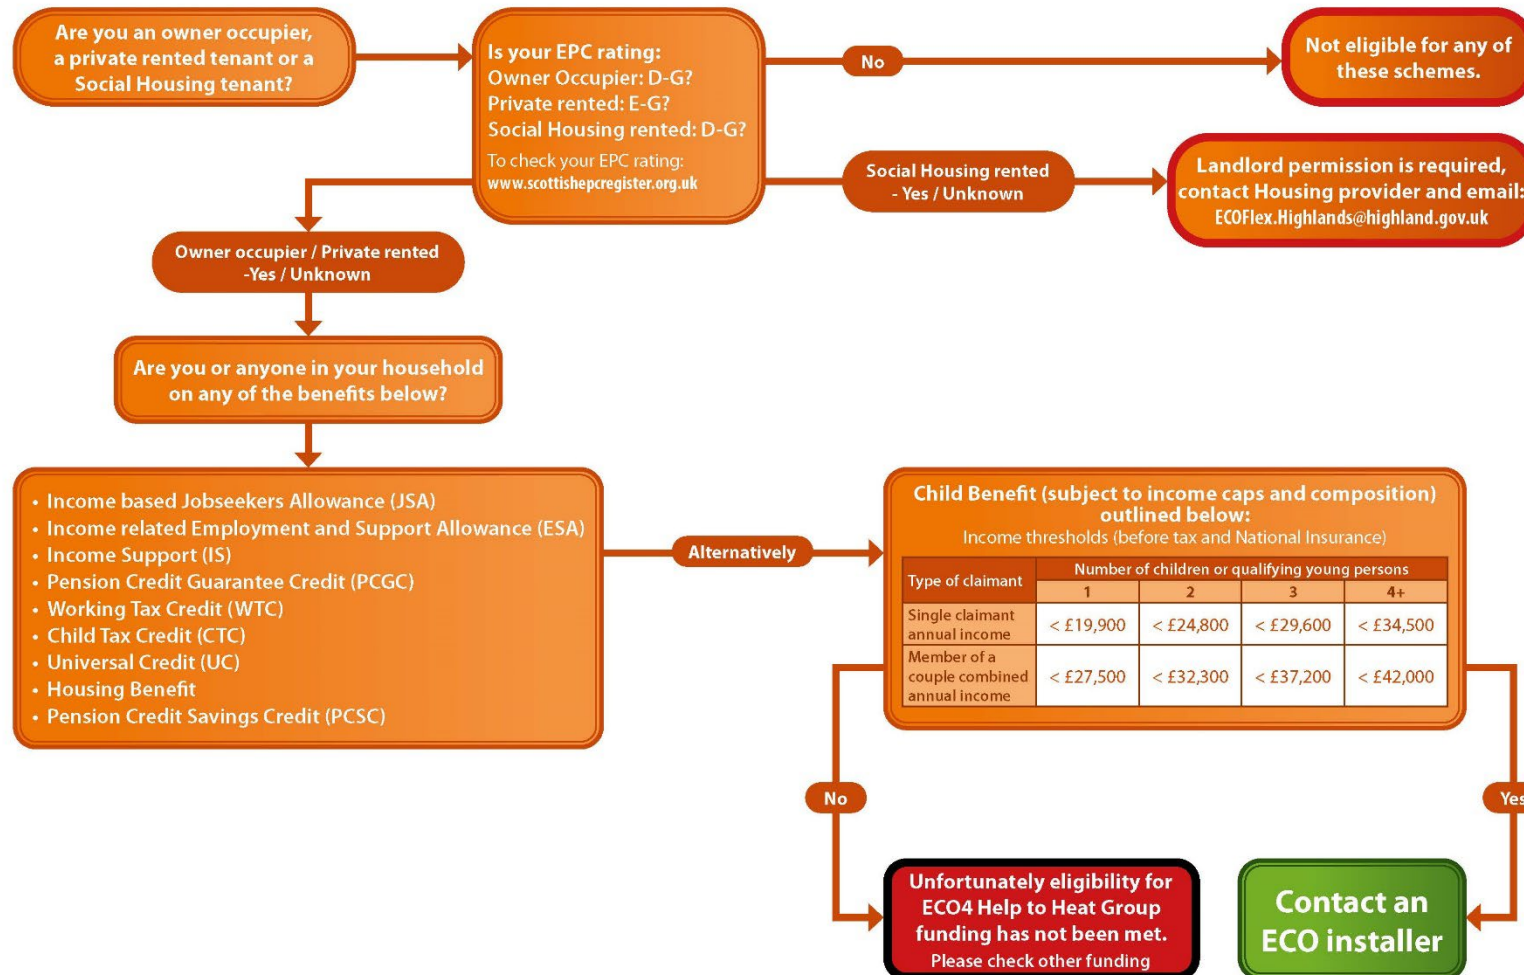 Are you an owner occupier,
a private rented tenant or a
Social Housing tenant?
Is your EPC rating:
Owner Occupier: D-G?
Private rented: E-G?
Social Housing rented: D-G?
To check your EPC rating:
www.scottishepcregister.org.uk
No
Not eligible for any of
these schemes.
Social Housing rented
- Yes / Unknown
Landlord permission is required,
contact Housing provider and email:
ECOFlex.Highlands@highland.gov.uk
Owner occupier / Private rented
-Yes / Unknown
Are you or anyone in your household
on any of the benefits below?
• Income based Jobseekers Allowance (JSA)
• Income related Employment and Support Allowance (ESA)
• Income Support (IS)
• Pension Credit Guarantee Credit (PCGC)
• Working Tax Credit (WTC)
• Child Tax Credit (CTC)
• Universal Credit (UC)
• Housing Benefit
• Pension Credit Savings Credit (PCSC)
Alternatively
Child Benefit (subject to income caps and composition)
outlined below:
Income thresholds (before tax and National Insurance)
Type of claimant
Number of children or qualifying young persons
1 2 3 4+
Single claimant
annual income
< £19,900 < £24,800 < £29,600 < £34,500
Member of a
couple combined
annual income
< £27,500 < £32,300 < £37,200 < £42,000
No
Yes
Unfortunately eligibility for
ECO4 Help to Heat Group
funding has not been met.
Please check other funding
Contact an
ECO installer